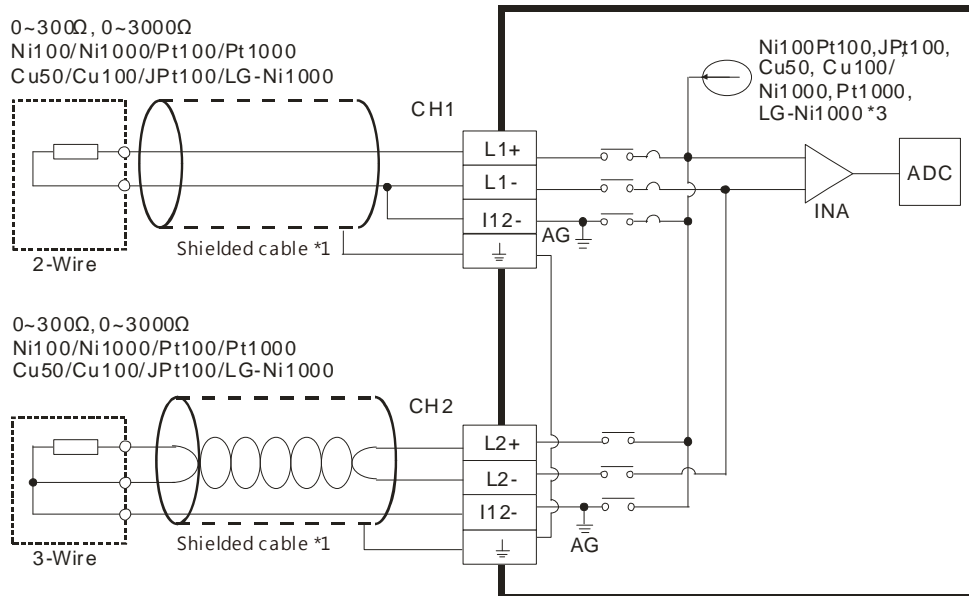 0~300Ω, 0~3000Ω
Ni100/Ni1000/Pt100/Pt1000
Cu50/Cu100/JPt100/LG-Ni1000
CH1
L1+
L1-
I12-
AG
Shielded cable *1
2-Wire
Ni100Pt100, JPt100,
Cu50, Cu100/
Ni1000, Pt1000,
LG-Ni1000 *3
INA
ADC
0~300Ω, 0~3000Ω
Ni100/Ni1000/Pt100/Pt1000
Cu50/Cu100/JPt100/LG-Ni1000
CH2
L2+
L2-
I12-
AG
Shielded cable *1
3-Wire